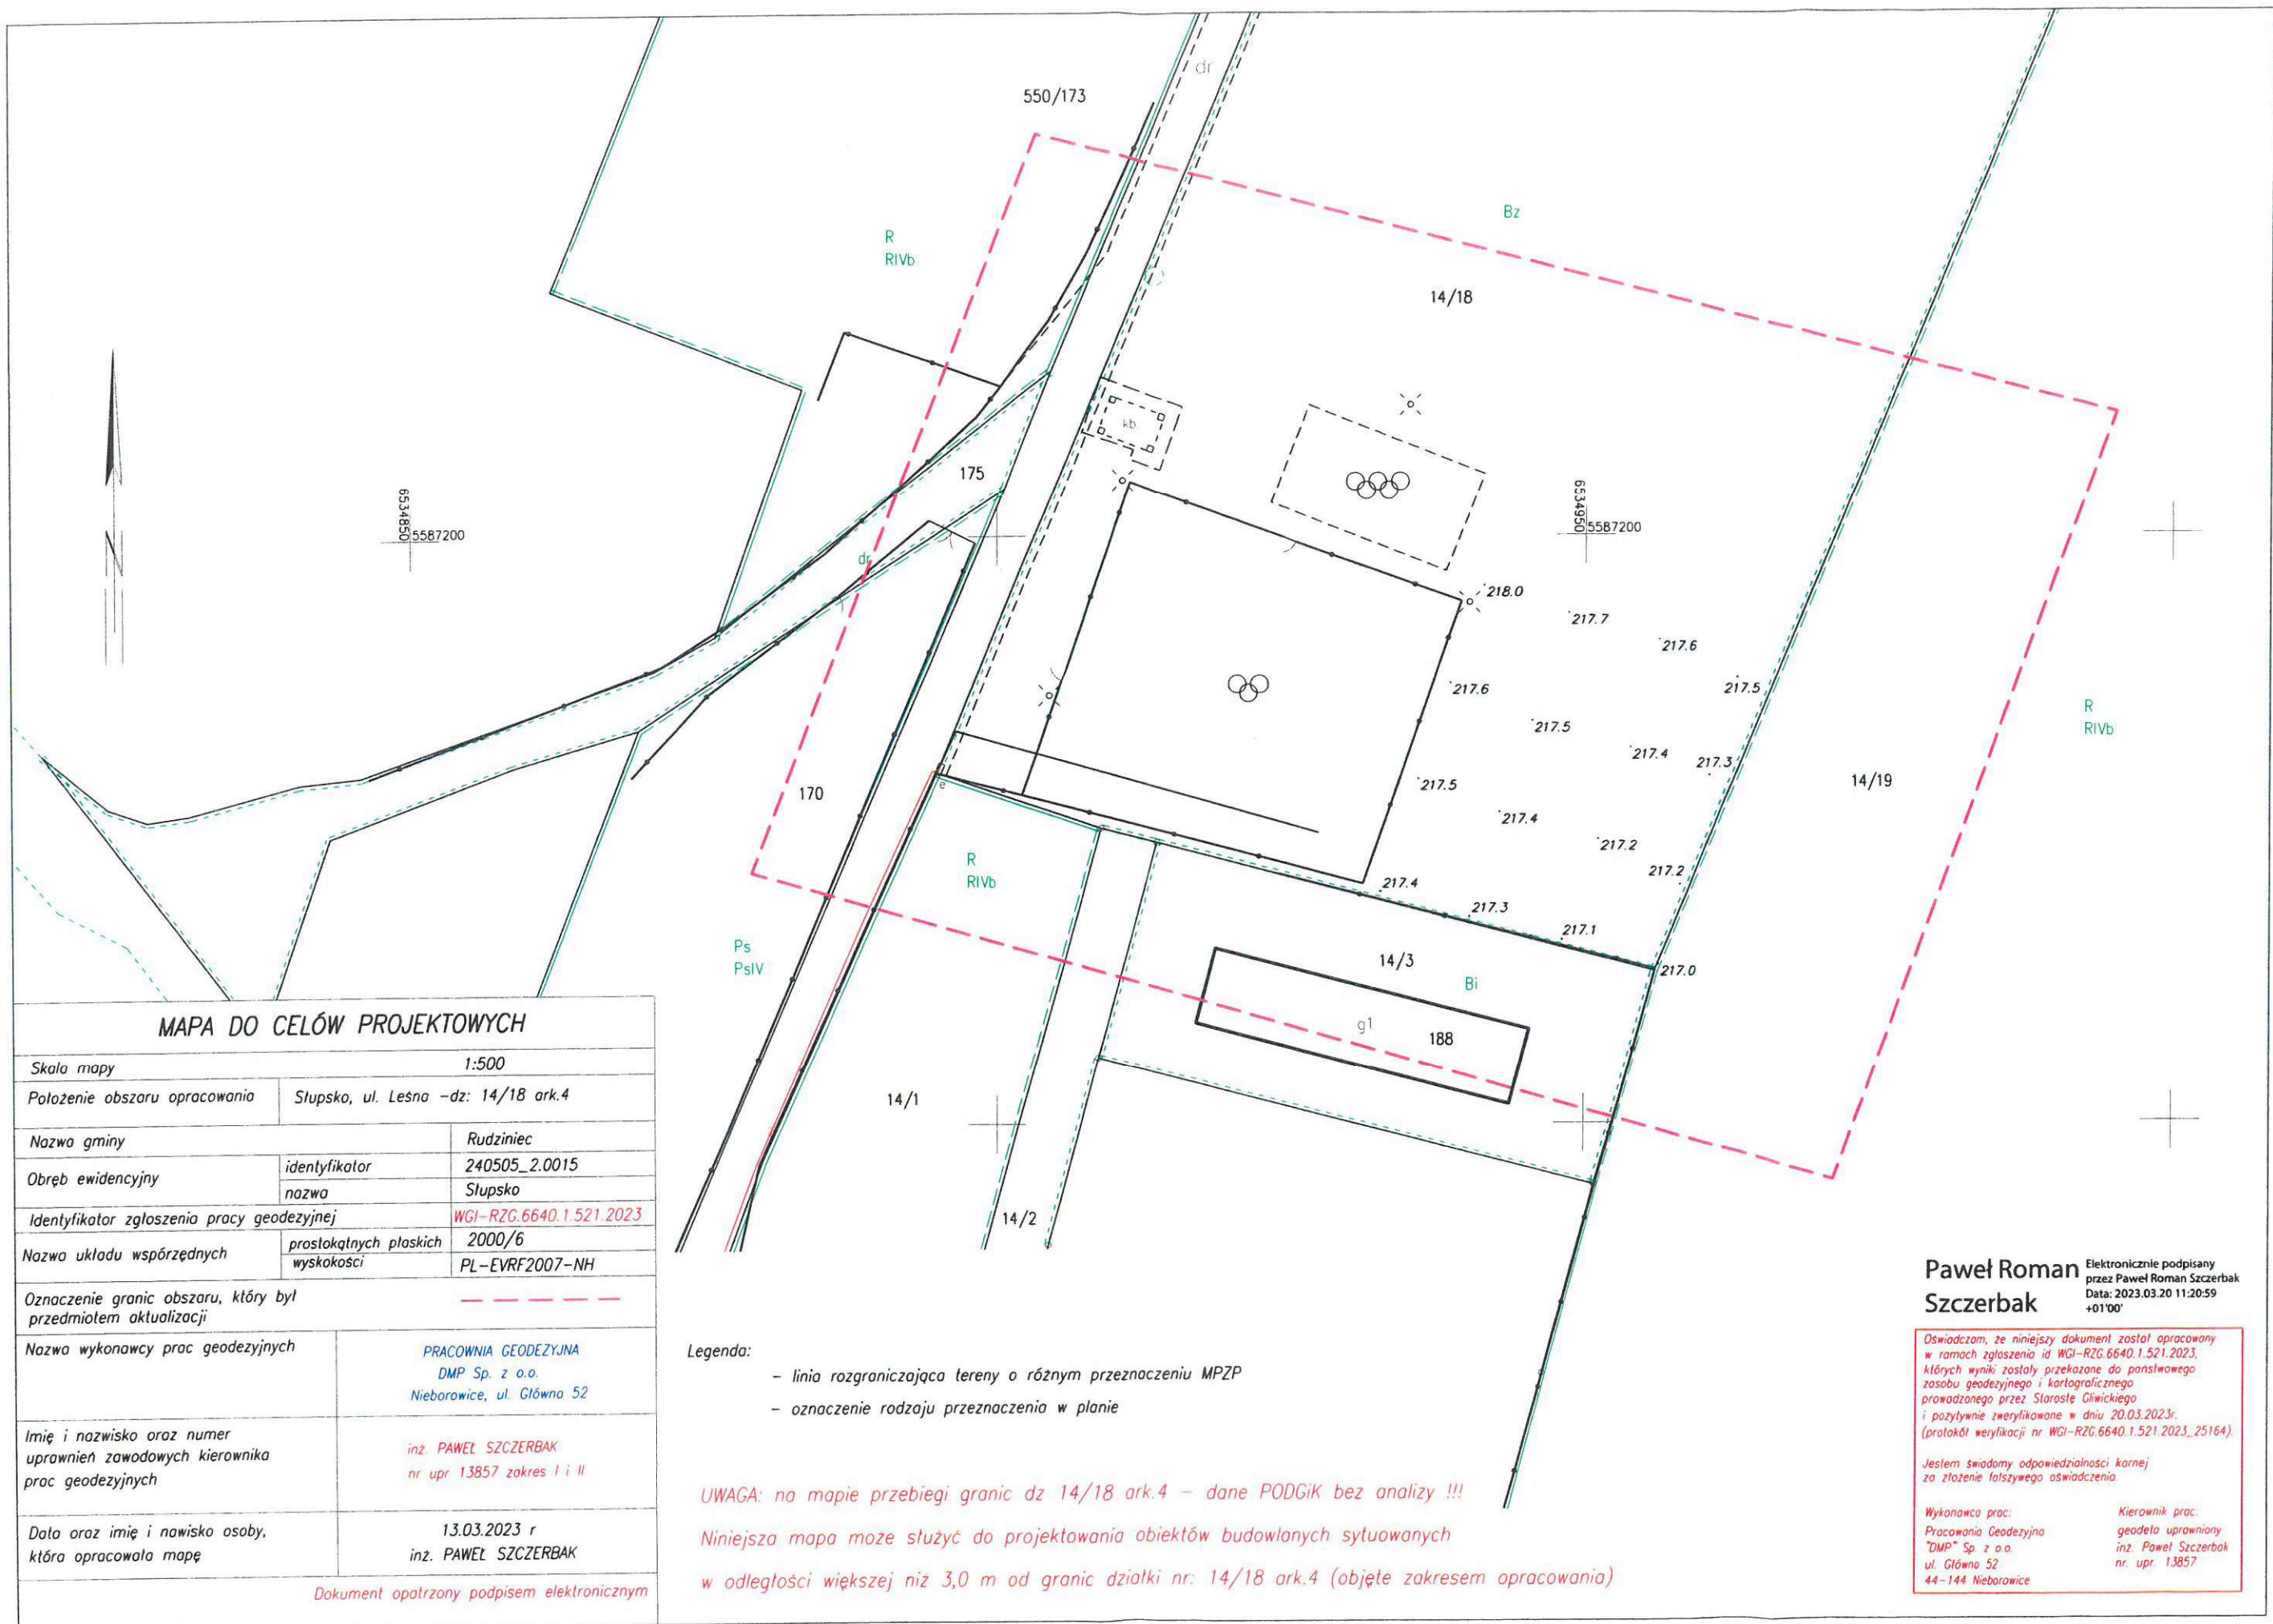 550/173
dr
Bz
R
RIVb
14/18
kb
175
6534850
5587200
6534950
5587200
dr
218.0
217.7
217.6
217.5
217.6
217.5
217.4
217.3
R
RIVb
14/19
170
e
217.5
217.4
217.2
217.2
R
RIVb
217.4
217.3
217.1
217.0
Ps
PsIV
14/3
Bi
g1
188
14/1
14/2
MAPA DO CELÓW PROJEKTOWYCH
Skala mapy 1:500
Położenie obszaru opracowania Słupsko, ul. Leśna -dz: 14/18 ark.4
Nazwa gminy Rudziniec
Obręb ewidencyjny identyfikator 240505_2.0015
nazwa Słupsko
Identyfikator zgłoszenia pracy geodezyjnej WGI-RZG.6640.1.521.2023
Nazwa układu współrzędnych prostokątnych płaskich 2000/6
wyskokości PL-EVRF2007-NH
Oznaczenie granic obszaru, który był
przedmiotem aktualizacji
Nazwa wykonawcy prac geodezyjnych PRACOWNIA GEODEZYJNA
DMP Sp. z o.o.
Nieborowice, ul. Główna 52
Imię i nazwisko oraz numer
uprawnień zawodowych kierownika
prac geodezyjnych
inż. PAWEŁ SZCZERBAK
nr upr 13857 zakres I i II
Data oraz imię i nawisko osoby,
która opracowała mapę
13.03.2023 r
inż. PAWEŁ SZCZERBAK
Dokument opatrzony podpisem elektronicznym
Legenda:
- linia rozgraniczająca tereny o różnym przeznaczeniu MPZP
- oznaczenie rodzaju przeznaczenia w planie
UWAGA: na mapie przebiegi granic dz 14/18 ark.4 - dane PODGiK bez analizy !!!
Niniejsza mapa może służyć do projektowania obiektów budowlanych sytuowanych
w odległości większej niż 3,0 m od granic działki nr: 14/18 ark.4 (objęte zakresem opracowania)
Paweł Roman
Szczerbak
Elektronicznie podpisany
przez Paweł Roman Szczerbak
Data: 2023.03.20 11:20:59
+01'00'
Oświadczam, że niniejszy dokument został opracowany
w ramach zgłoszenia id WGI-RZG.6640.1.521.2023,
których wyniki zostały przekazane do państwowego
zasobu geodezyjnego i kartograficznego
prowadzonego przez Starostę Gliwickiego
i pozytywnie zweryfikowane w dniu 20.03.2023r.
(protokół weryfikacji nr WGI-RZG.6640.1.521.2023_25164)
Jestem świadomy odpowiedzialności karnej
za złożenie fałszywego oświadczenia
Wykonawca prac:
Pracownia Geodezyjna
"DMP" Sp. z o.o.
ul. Główna 52
44-144 Nieborowice
Kierownik prac:
geodeta uprawniony
inż. Paweł Szczerbak
nr. upr. 13857